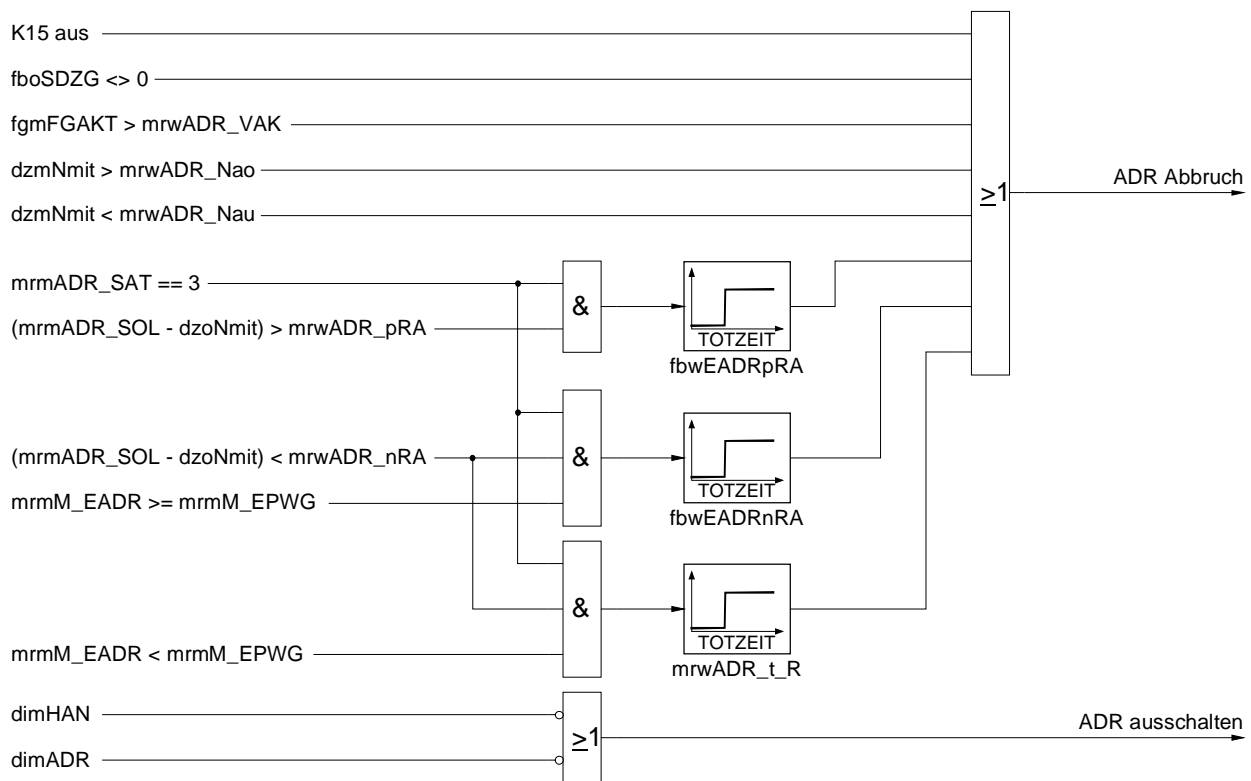 K15 aus
fboSDZG <> 0
fgmFGAKT > mrwADR_VAK
dzmNmit > mrwADR_Nao
ADR Abbruch
dzmNmit < mrwADR_Nau
≥1
mrmADR_SAT == 3
(mrmADR_SOL - dzoNmit) > mrwADR_pRA
&
TOTZEIT
fbwEADRpRA
(mrmADR_SOL - dzoNmit) < mrwADR_nRA
mrmM_EADR >= mrmM_EPWG
&
TOTZEIT
fbwEADRnRA
&
TOTZEIT
mrmM_EADR < mrmM_EPWG
mrwADR_t_R
dimHAN
dimADR
≥1
ADR ausschalten